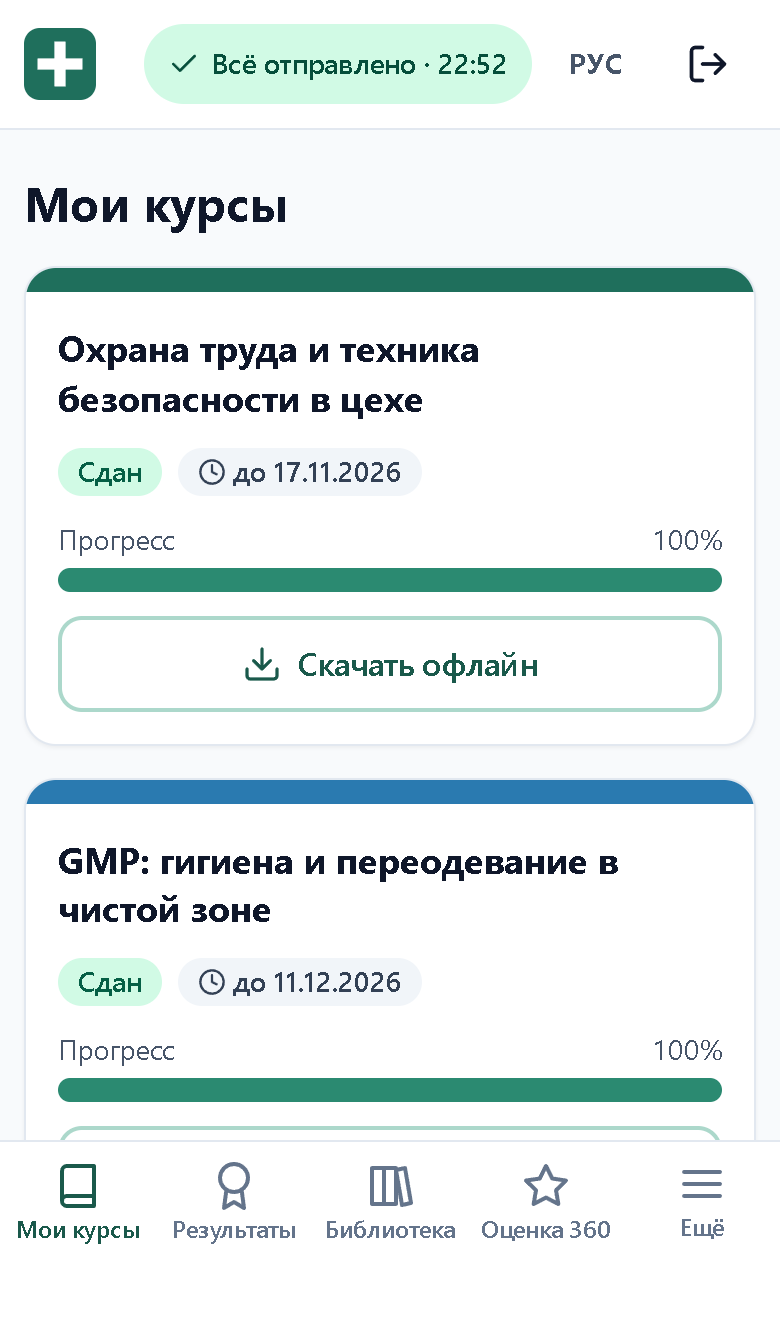 Всё отправлено · 22:52
РУС
Мои курсы
Охрана труда и техника
безопасности в цехе
Сдан
до 17.11.2026
Прогресс
100%
Скачать офлайн
GMP: гигиена и переодевание в
чистой зоне
Сдан
до 11.12.2026
Прогресс
100%
Мои курсы
Результаты
Библиотека
Оценка 360
Ещё